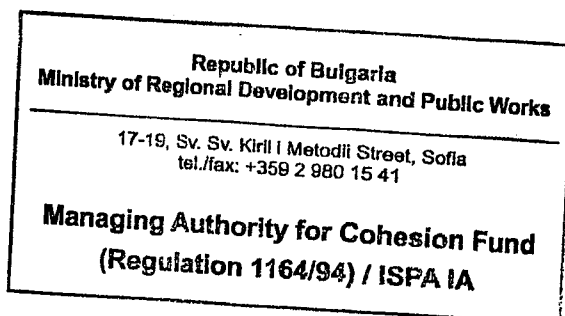 Republic of Bulgaria
Ministry of Regional Development and Public Works
17-19, Sv. Sv. Kiril i Metodii Street, Sofia
tel./fax: +359 2 980 15 41
Managing Authority for Cohesion Fund
(Regulation 1164/94) / ISPA IA